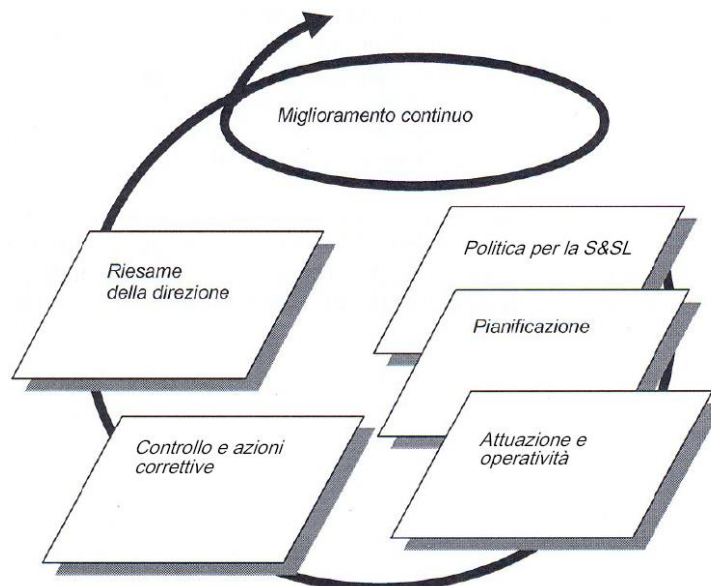 Miglioramento continuo
Politica per la S&SL
Pianificazione
Attuazione e
operatività
Controllo e azioni
correttive
Riesame
della direzione